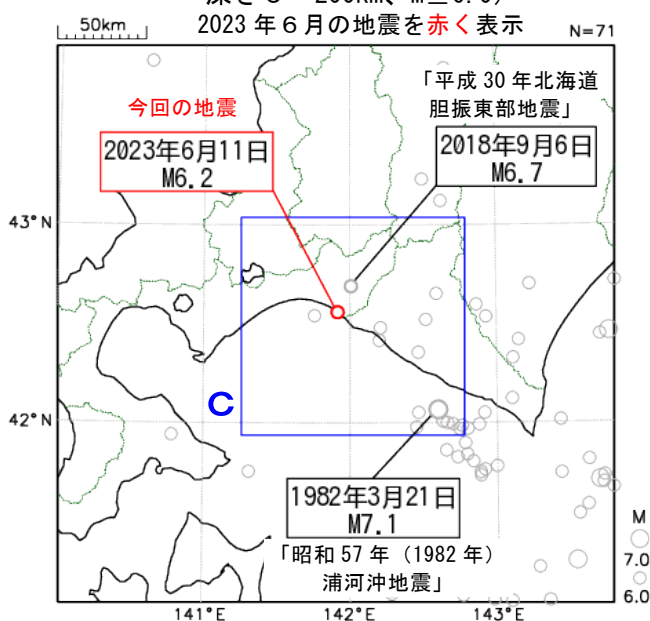 2023年6月の地震を赤く表示
50km
N=71
「平成30年北海道
胆振東部地震」
今回の地震
2023年6月11日
M6.2
2018年9月6日
M6.7
43°N
C
42°N
1982年3月21日
M7.1
「昭和57年（1982年）
浦河沖地震」
M
7.0
6.0
141°E
142°E
143°E